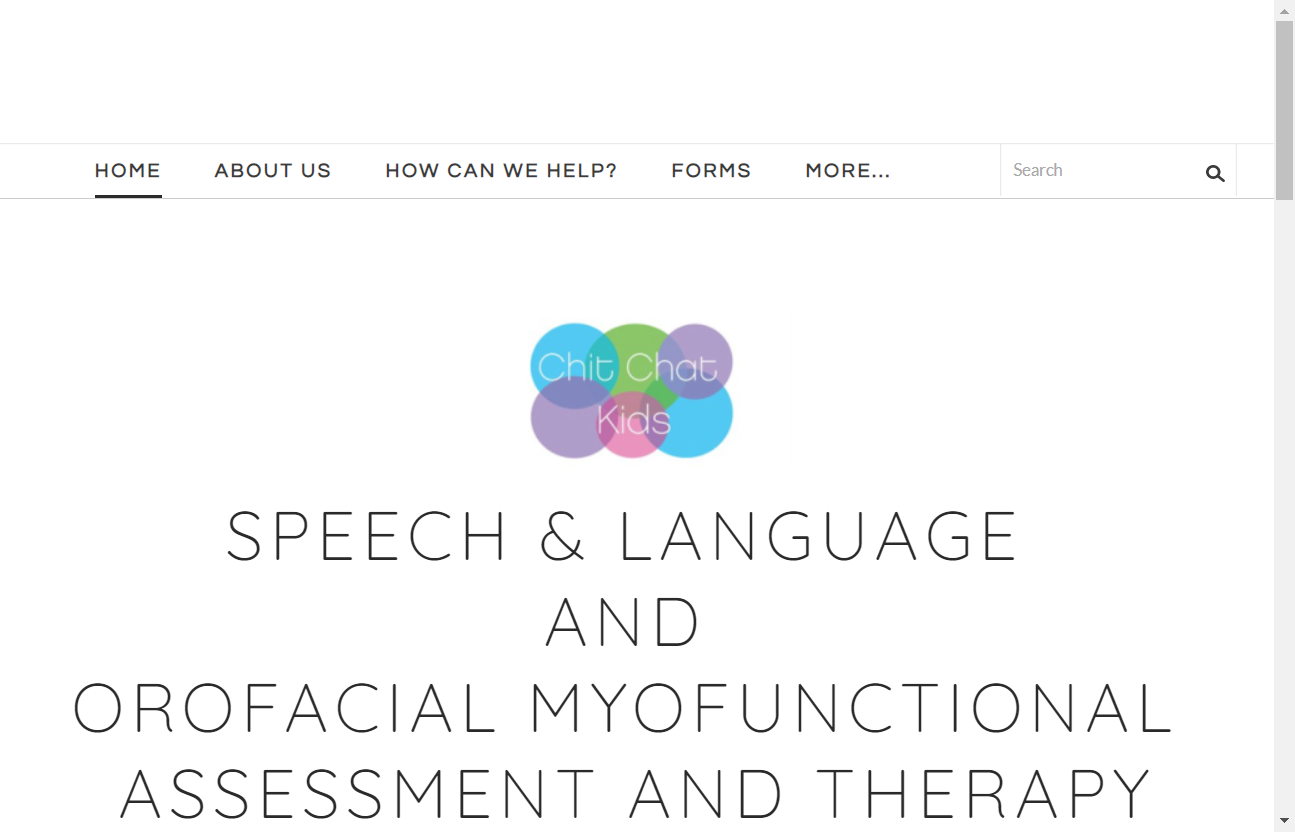 HOME ABOUT US HOW CAN WE HELP? FORMS MORE... Search
Chit Chat
Kids
SPEECH & LANGUAGE
AND
OROFACIAL MYOFUNCTIONAL
ASSESSMENT AND THERAPY